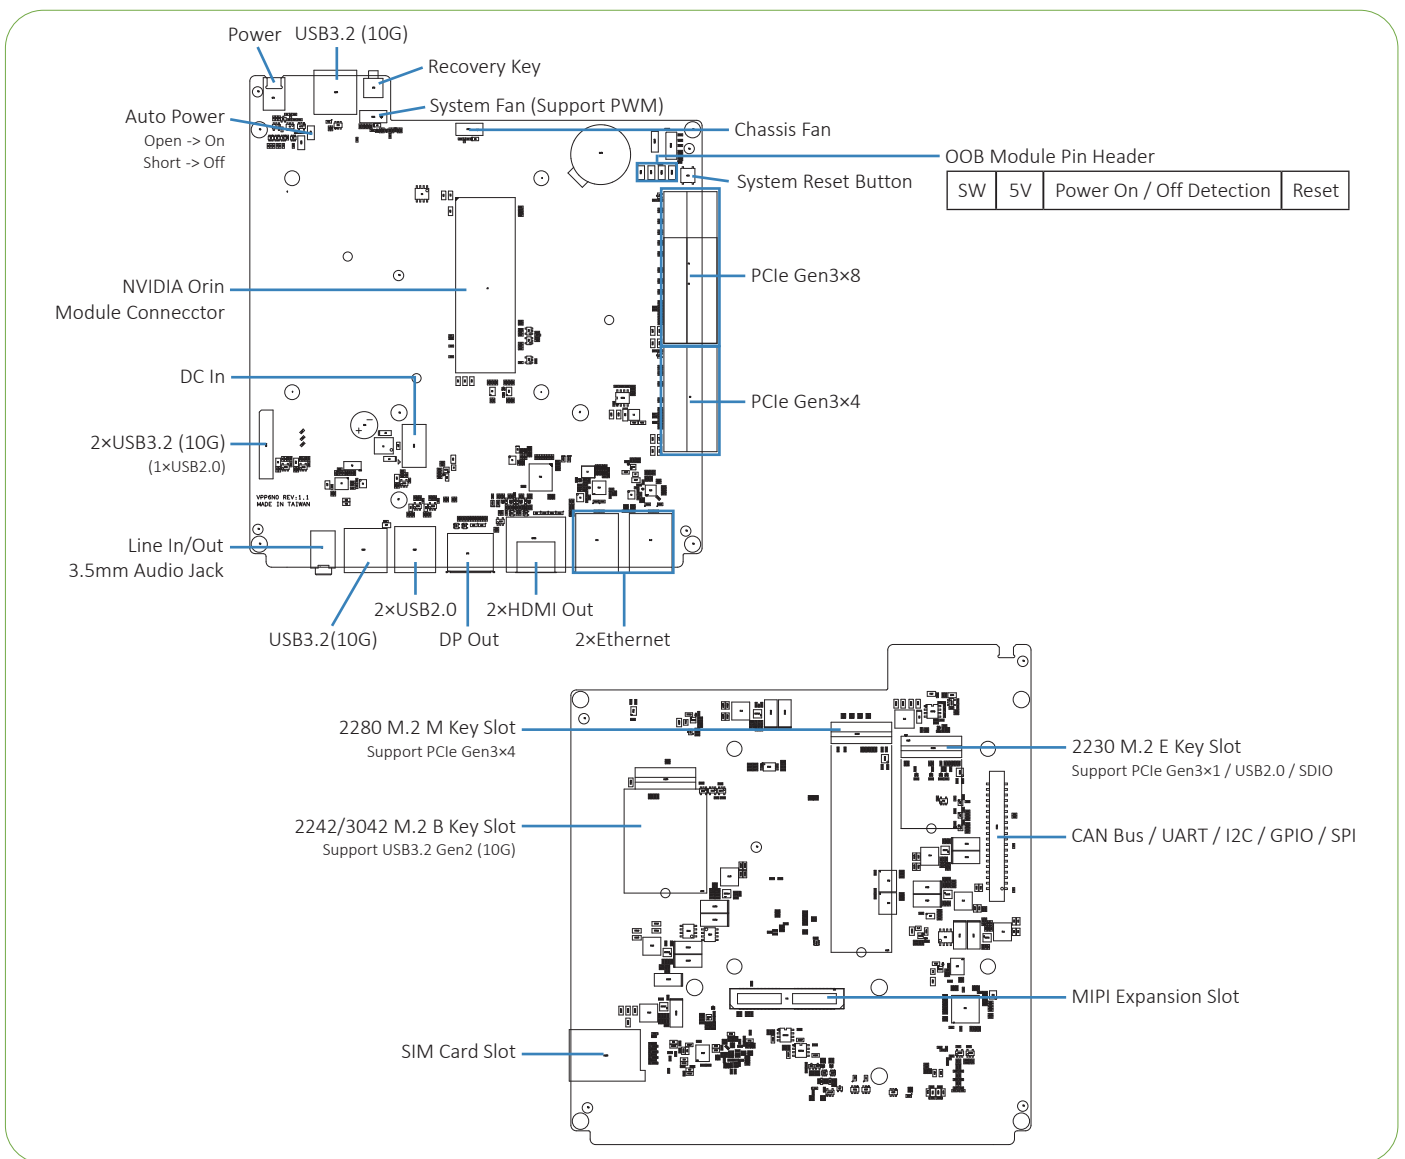 Power
USB3.2 (10G)
Recovery Key
System Fan (Support PWM)
Auto Power
Open -> On
Short -> Off
Chassis Fan
OOB Module Pin Header
SW 5V Power On / Off Detection Reset
System Reset Button
PCIe Gen3×8
NVIDIA Orin
Module Connecctor
DC In
PCIe Gen3×4
2×USB3.2 (10G)
(1×USB2.0)
VPP6N0 REV:1.1
MADE IN TAIWAN
Line In/Out
3.5mm Audio Jack
2×USB2.0
2×HDMI Out
USB3.2(10G)
DP Out
2×Ethernet
2280 M.2 M Key Slot
Support PCIe Gen3×4
2230 M.2 E Key Slot
Support PCIe Gen3×1 / USB2.0 / SDIO
2242/3042 M.2 B Key Slot
Support USB3.2 Gen2 (10G)
CAN Bus / UART / I2C / GPIO / SPI
MIPI Expansion Slot
SIM Card Slot